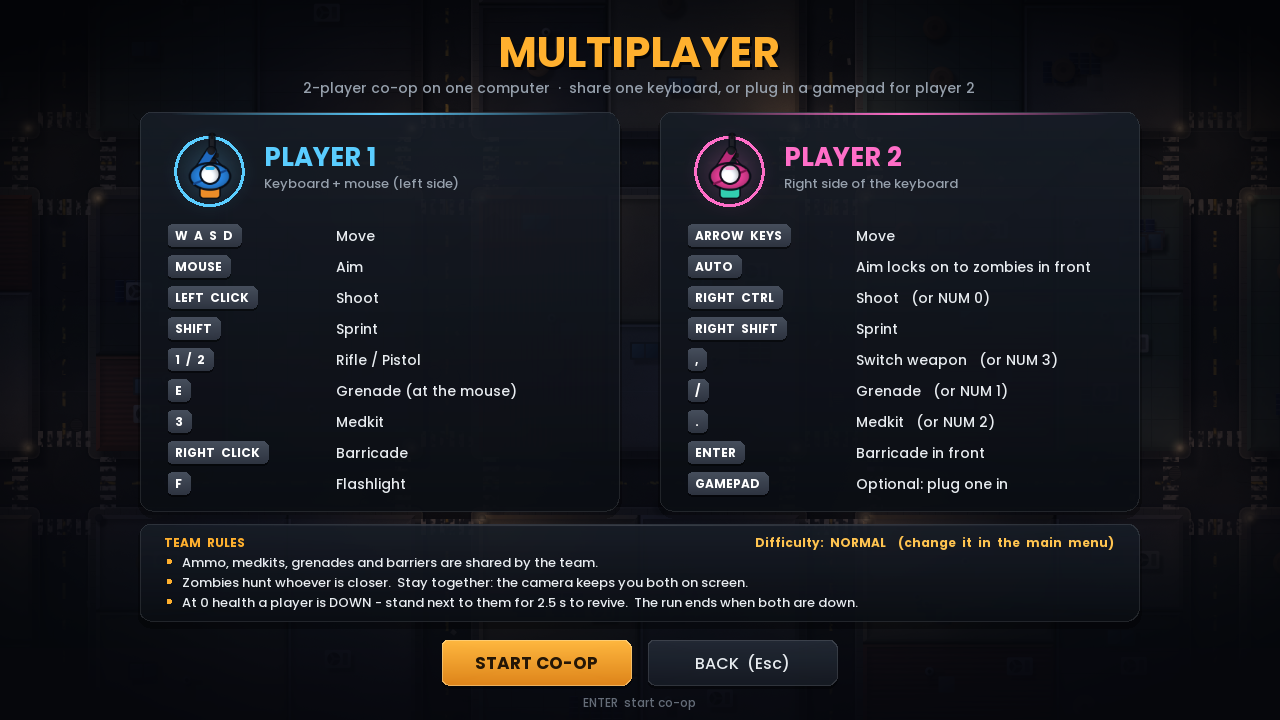 MULTIPLAYER
2-player co-op on one computer · share one keyboard, or plug in a gamepad for player 2
PLAYER 1
Keyboard + mouse (left side)
W A S D Move
MOUSE Aim
LEFT CLICK Shoot
SHIFT Sprint
1 / 2 Rifle / Pistol
E Grenade (at the mouse)
3 Medkit
RIGHT CLICK Barricade
F Flashlight
PLAYER 2
Right side of the keyboard
ARROW KEYS Move
AUTO Aim locks on to zombies in front
RIGHT CTRL Shoot (or NUM 0)
RIGHT SHIFT Sprint
, Switch weapon (or NUM 3)
/ Grenade (or NUM 1)
. Medkit (or NUM 2)
ENTER Barricade in front
GAMEPAD Optional: plug one in
TEAM RULES
Difficulty: NORMAL (change it in the main menu)
Ammo, medkits, grenades and barriers are shared by the team.
Zombies hunt whoever is closer. Stay together: the camera keeps you both on screen.
At 0 health a player is DOWN - stand next to them for 2.5 s to revive. The run ends when both are down.
START CO-OP
BACK (Esc)
ENTER start co-op